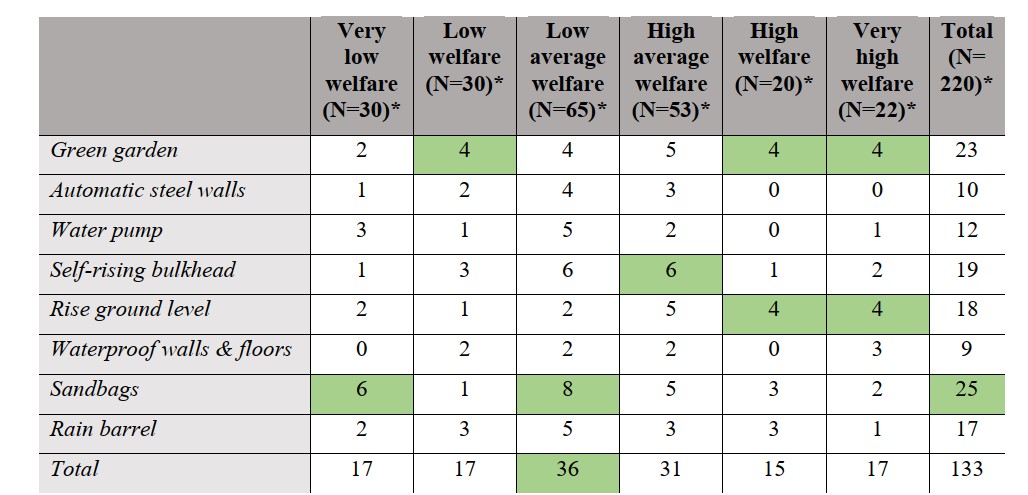 Very low welfare (N=30)* Low welfare (N=30)* Low average welfare (N=65)* High average welfare (N=53)* High welfare (N=20)* Very high welfare (N=22)* Total (N= 220)*
Green garden 2 4 4 5 4 4 23
Automatic steel walls 1 2 4 3 0 0 10
Water pump 3 1 5 2 0 1 12
Self-rising bulkhead 1 3 6 6 1 2 19
Rise ground level 2 1 2 5 4 4 18
Waterproof walls & floors 0 2 2 2 0 3 9
Sandbags 6 1 8 5 3 2 25
Rain barrel 2 3 5 3 3 1 17
Total 17 17 36 31 15 17 133